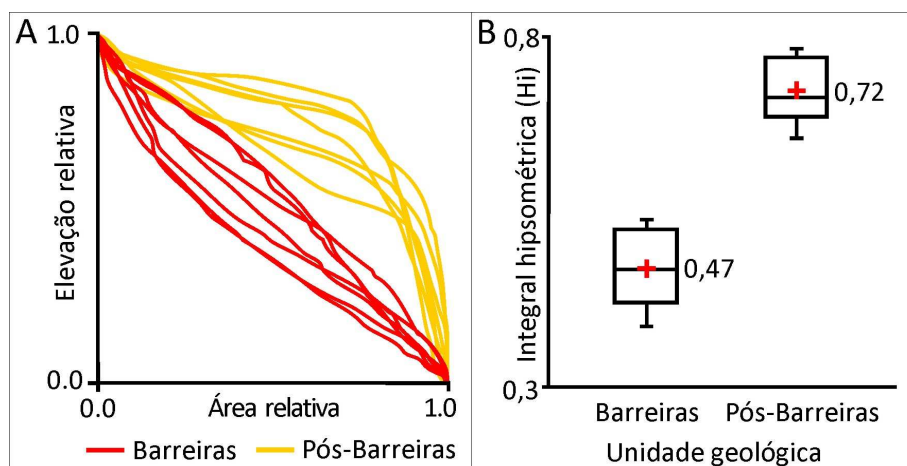 A
1.0
Elevação relativa
0.0
0.0
Área relativa
1.0
Barreiras
Pós-Barreiras
B
0,8
Integral hipsométrica (Hi)
0,3
0,47
0,72
Barreiras
Pós-Barreiras
Unidade geológica